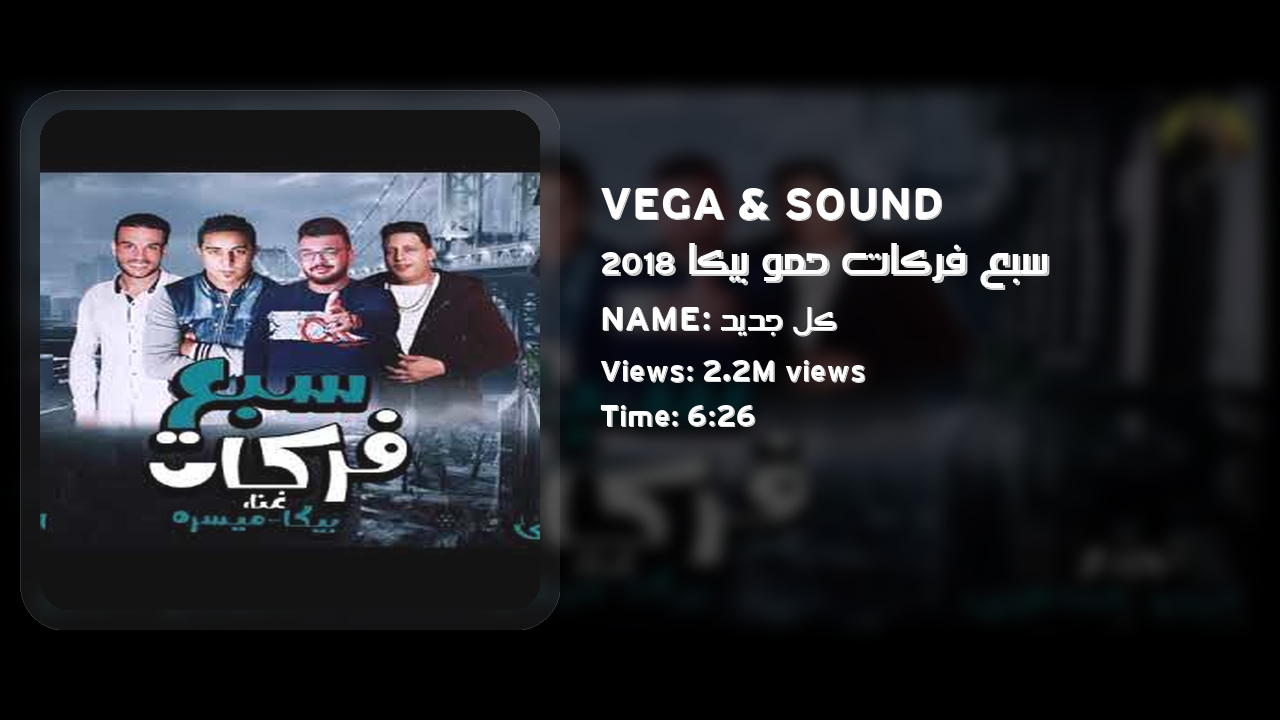 سبع
فركات
غناء
بيكا-ميسره
VEGA & SOUND
سبع فركات حمو بيكا 2018
NAME: كل جديد
Views: 2.2M views
Time: 6:26